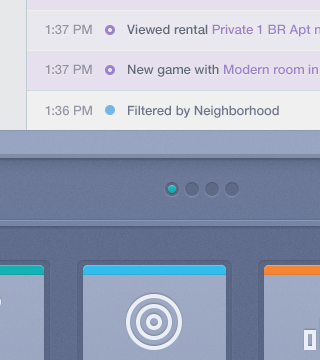 1:37 PM Viewed rental Private 1 BR Apt
1:37 PM New game with Modern room in
1:36 PM Filtered by Neighborhood